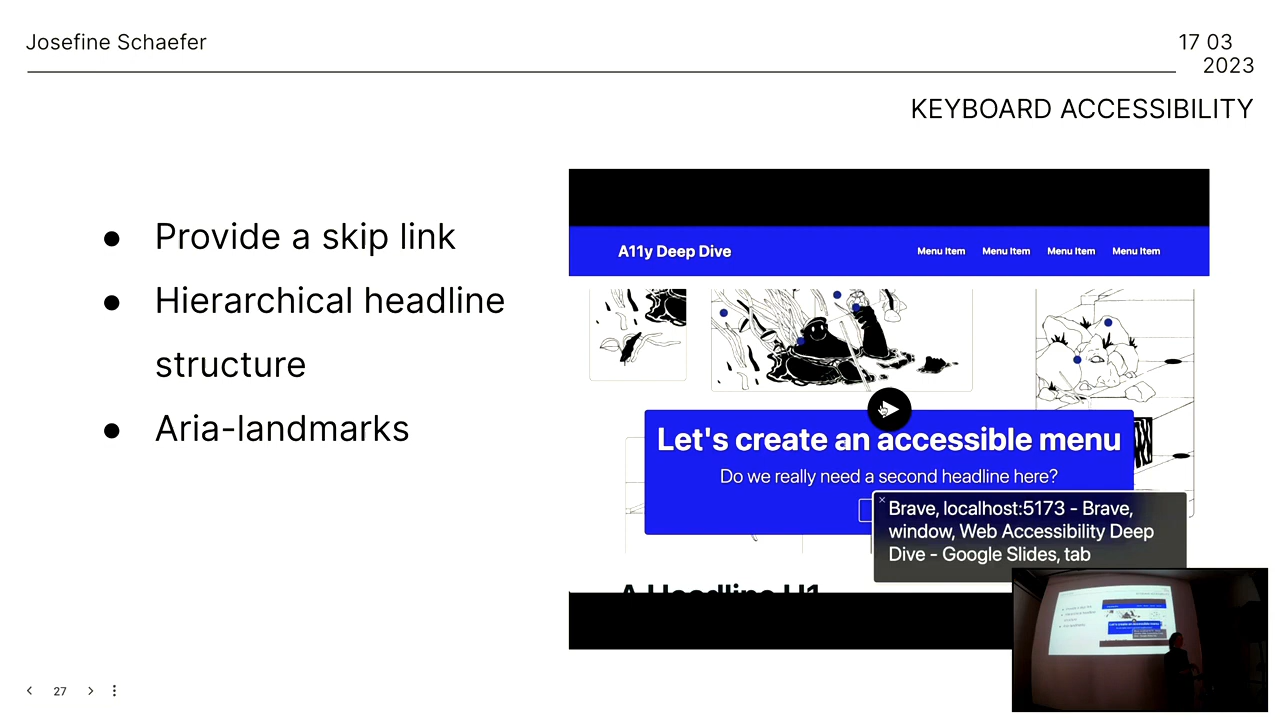 Josefine Schaefer
17 03
2023
KEYBOARD ACCESSIBILITY
● Provide a skip link
● Hierarchical headline
structure
● Aria-landmarks
A11y Deep Dive
Menu Item Menu Item Menu Item Menu Item
Let's create an accessible menu
Do we really need a second headline here?
Brave, localhost:5173 - Brave,
window, Web Accessibility Deep
Dive - Google Slides, tab
A Headline H1
27